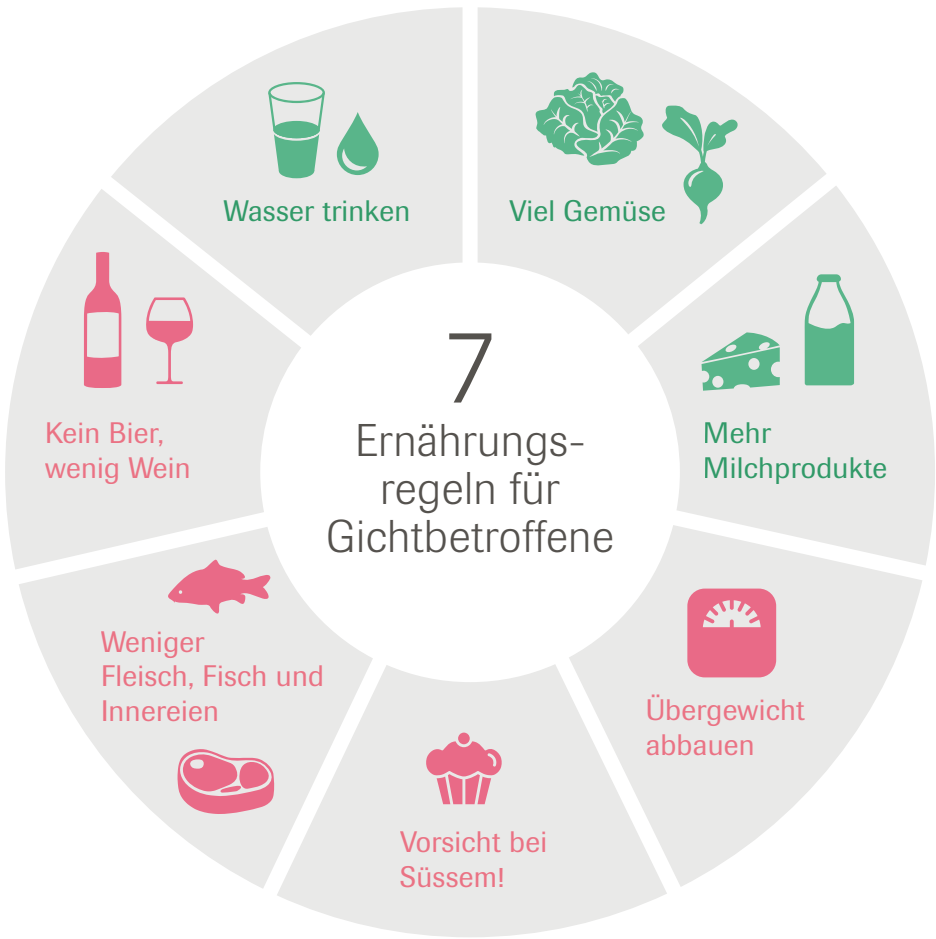 7
Ernährungs-
regeln für
Gichtbetroffene
Viel Gemüse
Mehr
Milchprodukte
Übergewicht
abbauen
Vorsicht bei
Süssem!
Weniger
Fleisch, Fisch und
Innereien
Kein Bier,
wenig Wein
Wasser trinken